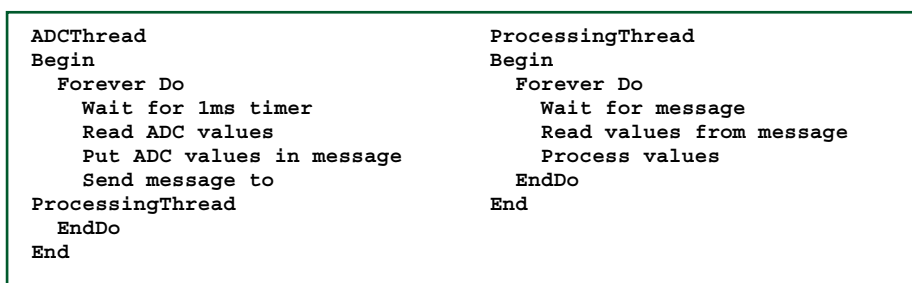 ADCThread
Begin
  Forever Do
    Wait for 1ms timer
    Read ADC values
    Put ADC values in message
    Send message to
ProcessingThread
  EndDo
End
ProcessingThread
Begin
  Forever Do
    Wait for message
    Read values from message
    Process values
  EndDo
End